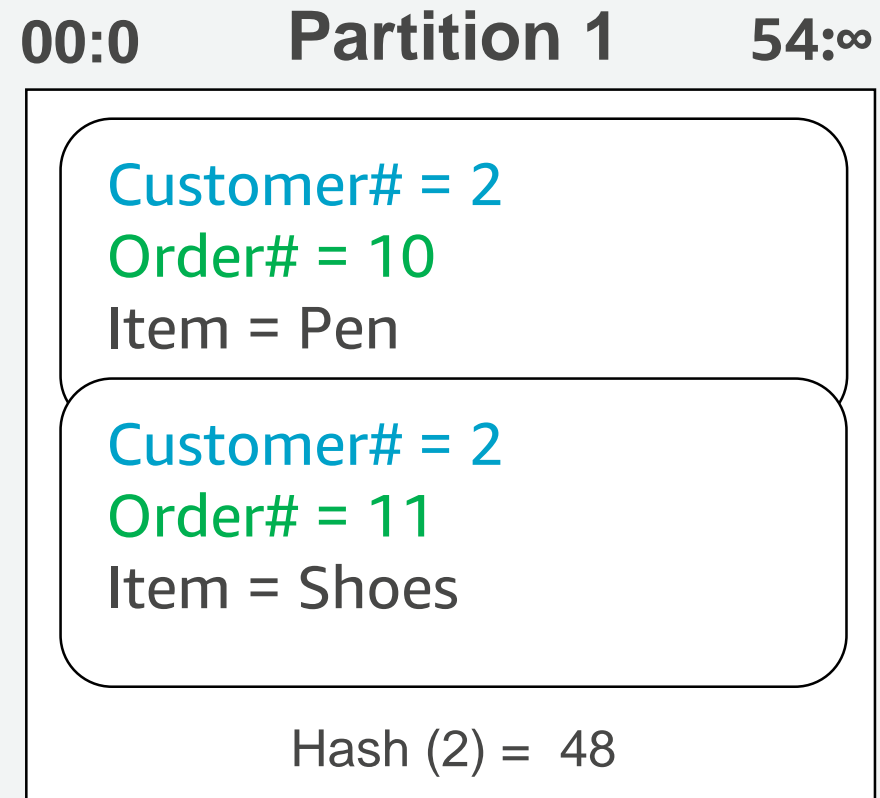 00:0 Partition 1 54:∞
Customer# = 2
Order# = 10
Item = Pen
Customer# = 2
Order# = 11
Item = Shoes
Hash (2) = 48